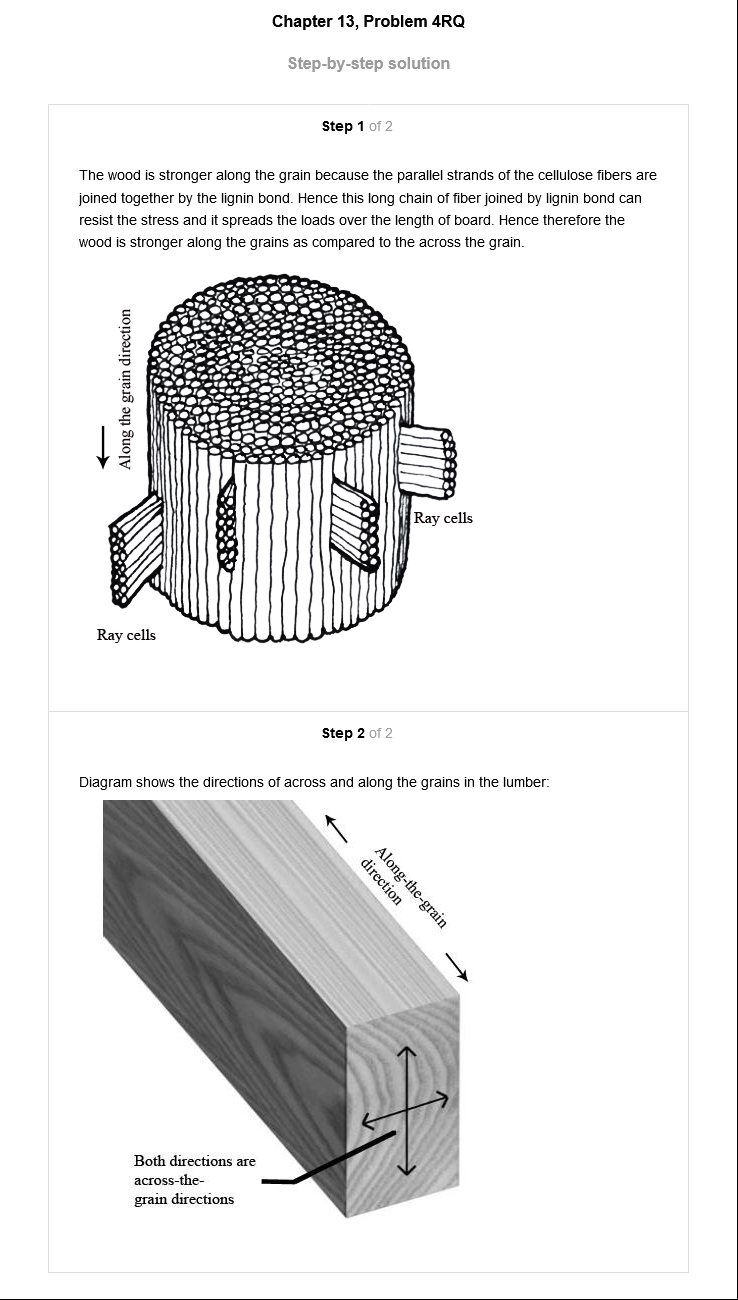 Chapter 13, Problem 4RQ
Step-by-step solution
Step 1 of 2
The wood is stronger along the grain because the parallel strands of the cellulose fibers are
joined together by the lignin bond. Hence this long chain of fiber joined by lignin bond can
resist the stress and it spreads the loads over the length of board. Hence therefore the
wood is stronger along the grains as compared to the across the grain.
Along the grain direction
Ray cells
Ray cells
Step 2 of 2
Diagram shows the directions of across and along the grains in the lumber:
Along-the-grain
direction
Both directions are
across-the-
grain directions